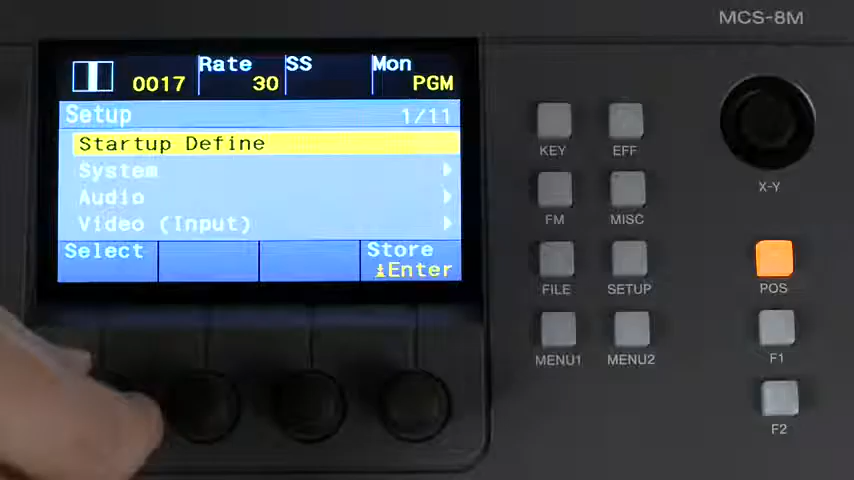 MCS-8M
0017 Rate 30 SS Mon PGM
Setup 1/11
Startup Define
System
Audio
Video (Input)
Select Store
Enter
KEY EFF
X-Y
FM MISC
FILE SETUP POS
MENU1 MENU2 F1
F2